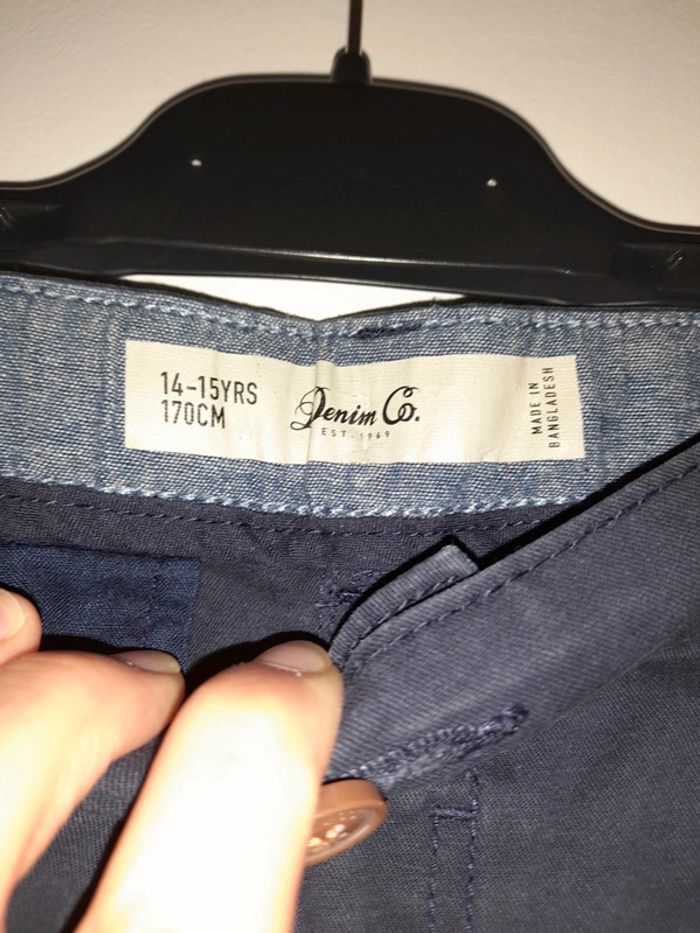 14-15YRS
170CM
Denim Co.
EST. 1969
MADE IN
BANGLADESH